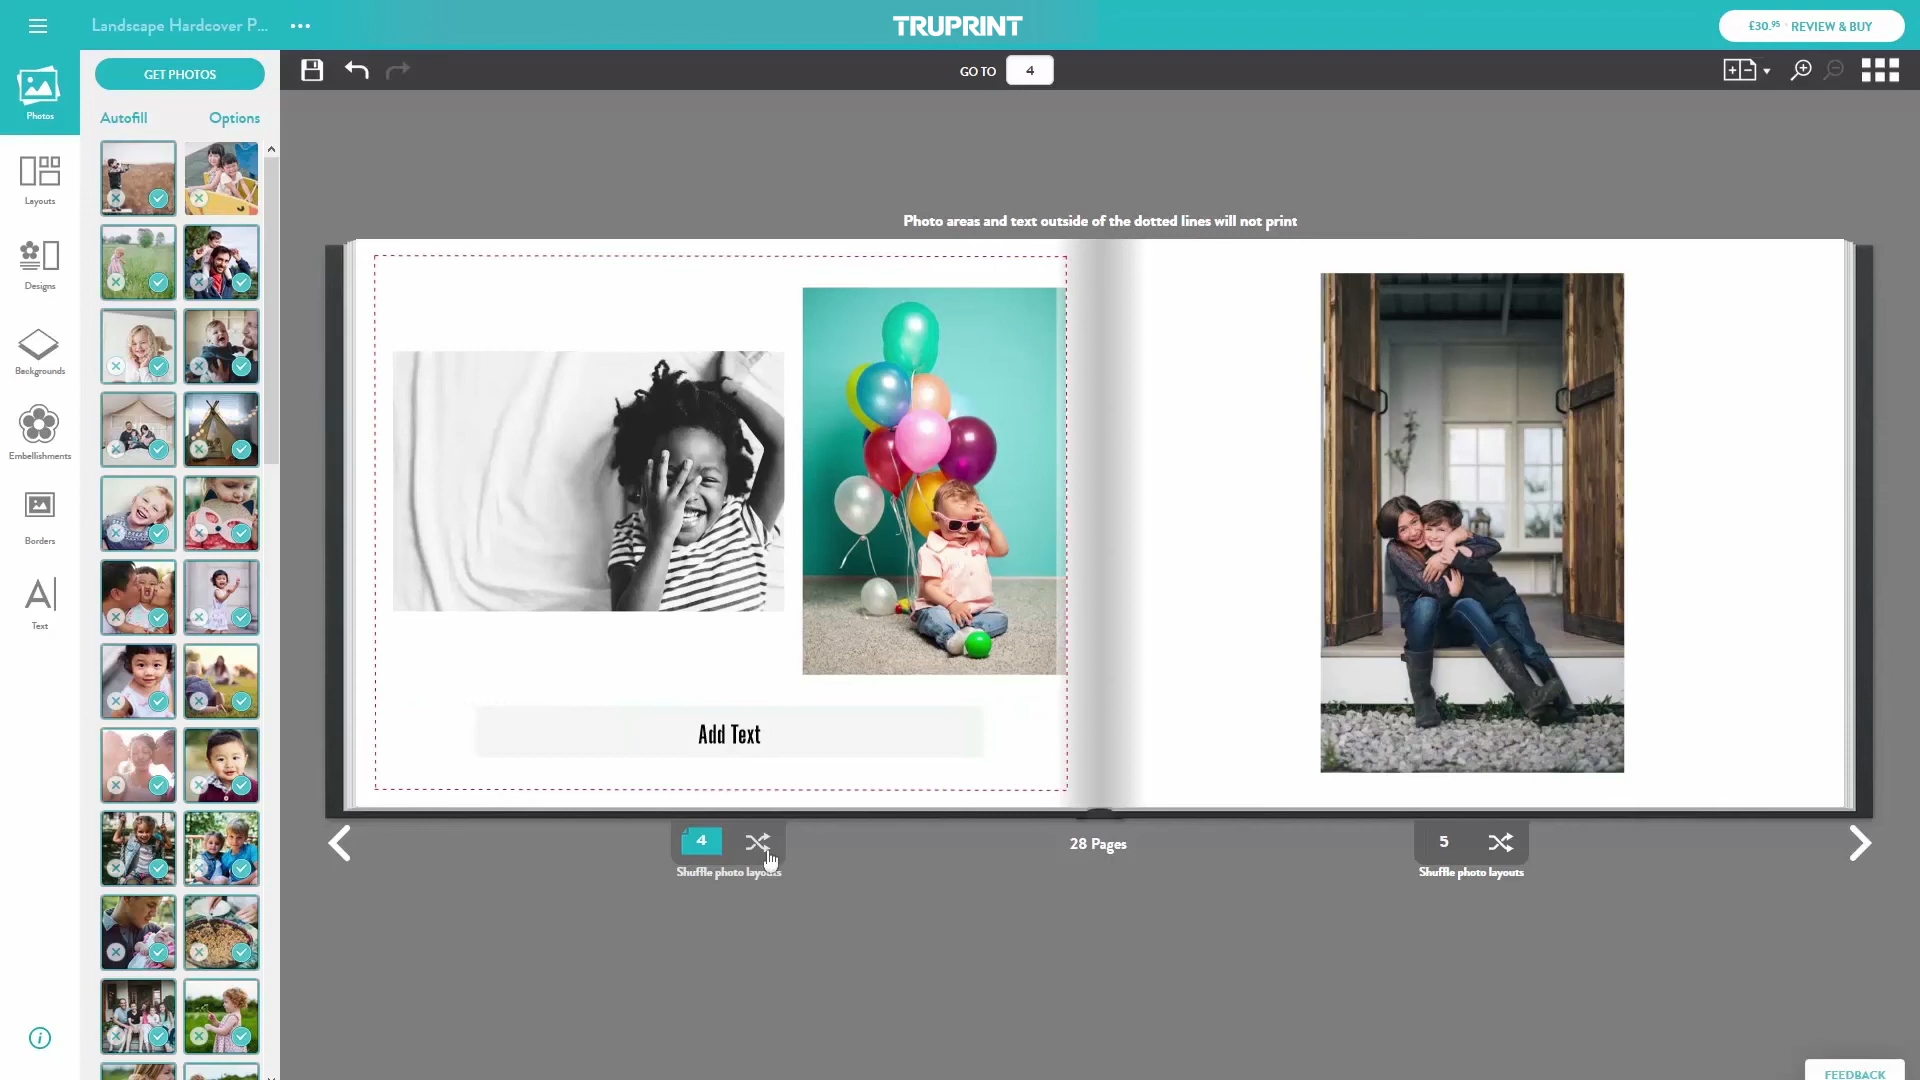 Landscape Hardcover P...
TRUPRINT
£30.95 · REVIEW & BUY
Photos
GET PHOTOS
GO TO 4
Autofill
Options
Layouts
Designs
Backgrounds
Embellishments
Borders
Text
Photo areas and text outside of the dotted lines will not print
Add Text
4
28 Pages
5
Shuffle photo layouts
Shuffle photo layouts
FEEDBACK